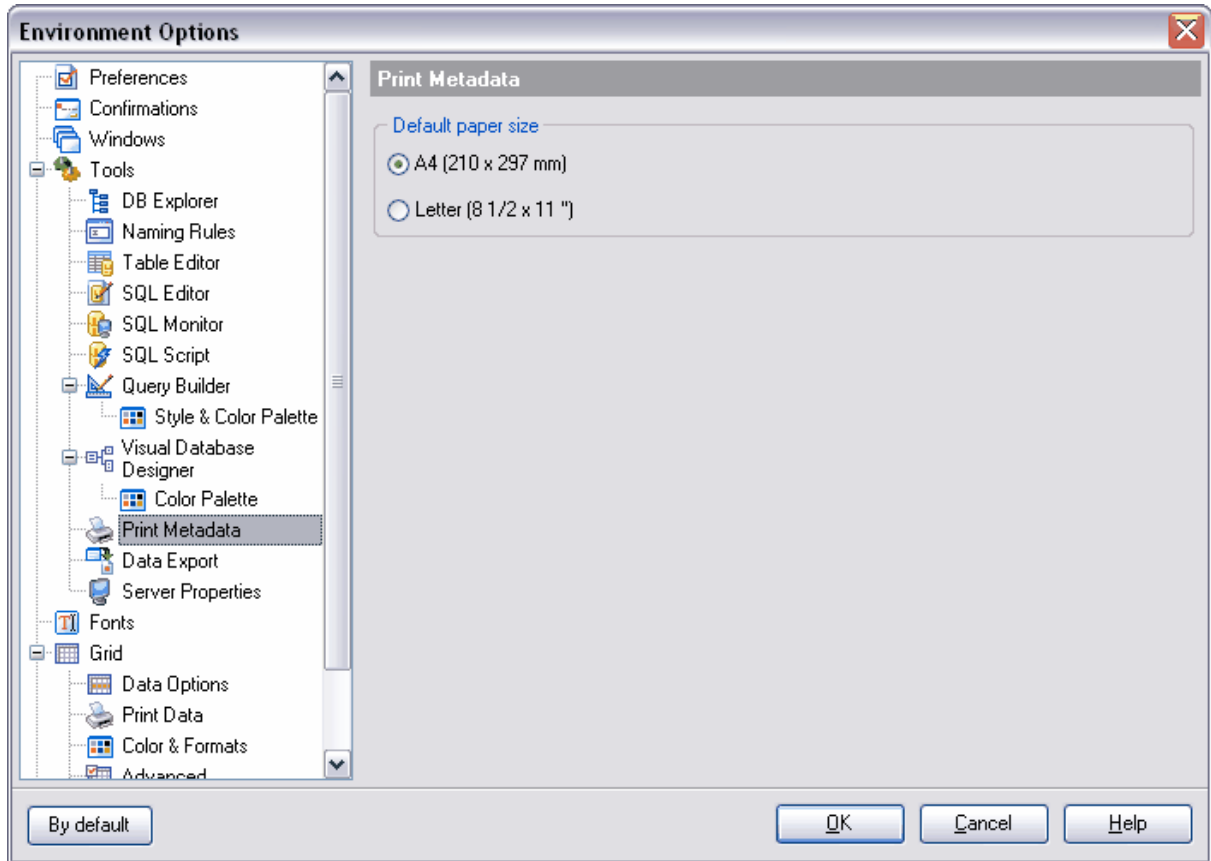 Environment Options
Preferences
Confirmations
Windows
Tools
DB Explorer
Naming Rules
Table Editor
SQL Editor
SQL Monitor
SQL Script
Query Builder
Style & Color Palette
Visual Database
Designer
Color Palette
Print Metadata
Data Export
Server Properties
Fonts
Grid
Data Options
Print Data
Color & Formats
Advanced
Print Metadata
Default paper size
A4 (210 x 297 mm)
Letter (8 1/2 x 11 ")
By default
OK
Cancel
Help